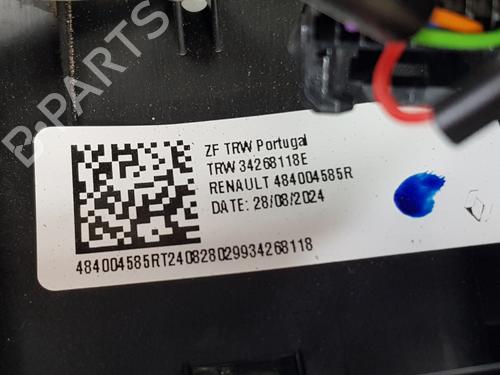 B-PARTS
ZF TRW Portugal
TRW 34268118E
RENAULT 484004585R
DATE: 28/08/2024
484004585RT240828029934268118